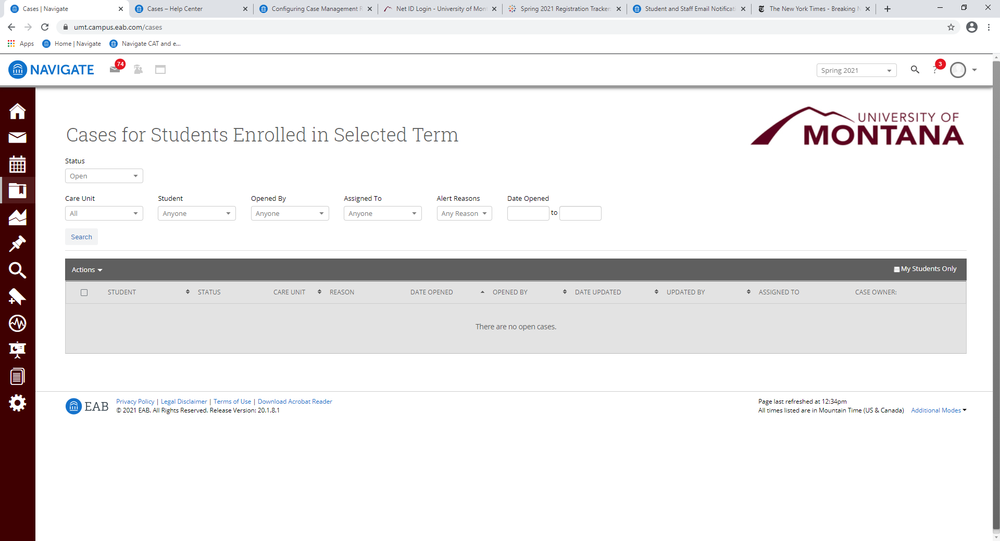 Cases | Navigate
Cases – Help Center
Configuring Case Management R
Net ID Login - University of Mont
Spring 2021 Registration Tracker
Student and Staff Email Notificat
The New York Times - Breaking N
umt.campus.eab.com/cases
Apps
Home | Navigate
Navigate CAT and e...
NAVIGATE
74
Spring 2021
?
3
UNIVERSITY OF
MONTANA
Cases for Students Enrolled in Selected Term
Status
Open
Care Unit
Student
Opened By
Assigned To
Alert Reasons
Date Opened
All
Anyone
Anyone
Anyone
Any Reason
to
Search
Actions
My Students Only
STUDENT
STATUS
CARE UNIT
REASON
DATE OPENED
OPENED BY
DATE UPDATED
UPDATED BY
ASSIGNED TO
CASE OWNER:
There are no open cases.
EAB
Privacy Policy | Legal Disclaimer | Terms of Use | Download Acrobat Reader
© 2021 EAB. All Rights Reserved. Release Version: 20.1.8.1
Page last refreshed at 12:34pm
All times listed are in Mountain Time (US & Canada)
Additional Modes